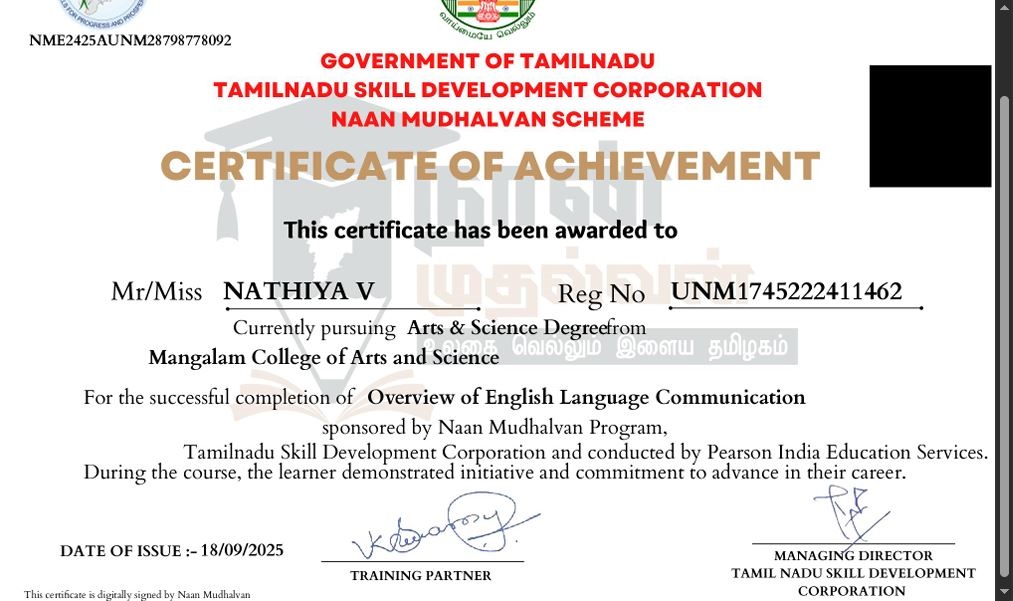 LS FOR PROGRESS AND PROSPER
வாய்மையே வெல்லும்
NME2425AUNM28798778092
GOVERNMENT OF TAMILNADU
TAMILNADU SKILL DEVELOPMENT CORPORATION
NAAN MUDHALVAN SCHEME
CERTIFICATE OF ACHIEVEMENT
நான்
This certificate has been awarded to
முதல்வன்
Mr/Miss NATHIYA V Reg No UNM1745222411462
Currently pursuing Arts & Science Degreefrom
உலகை வெல்லும் இளைய தமிழகம்
Mangalam College of Arts and Science
For the successful completion of Overview of English Language Communication
sponsored by Naan Mudhalvan Program,
Tamilnadu Skill Development Corporation and conducted by Pearson India Education Services.
During the course, the learner demonstrated initiative and commitment to advance in their career.
DATE OF ISSUE :- 18/09/2025
TRAINING PARTNER
MANAGING DIRECTOR
TAMIL NADU SKILL DEVELOPMENT
CORPORATION
This certificate is digitally signed by Naan Mudhalvan